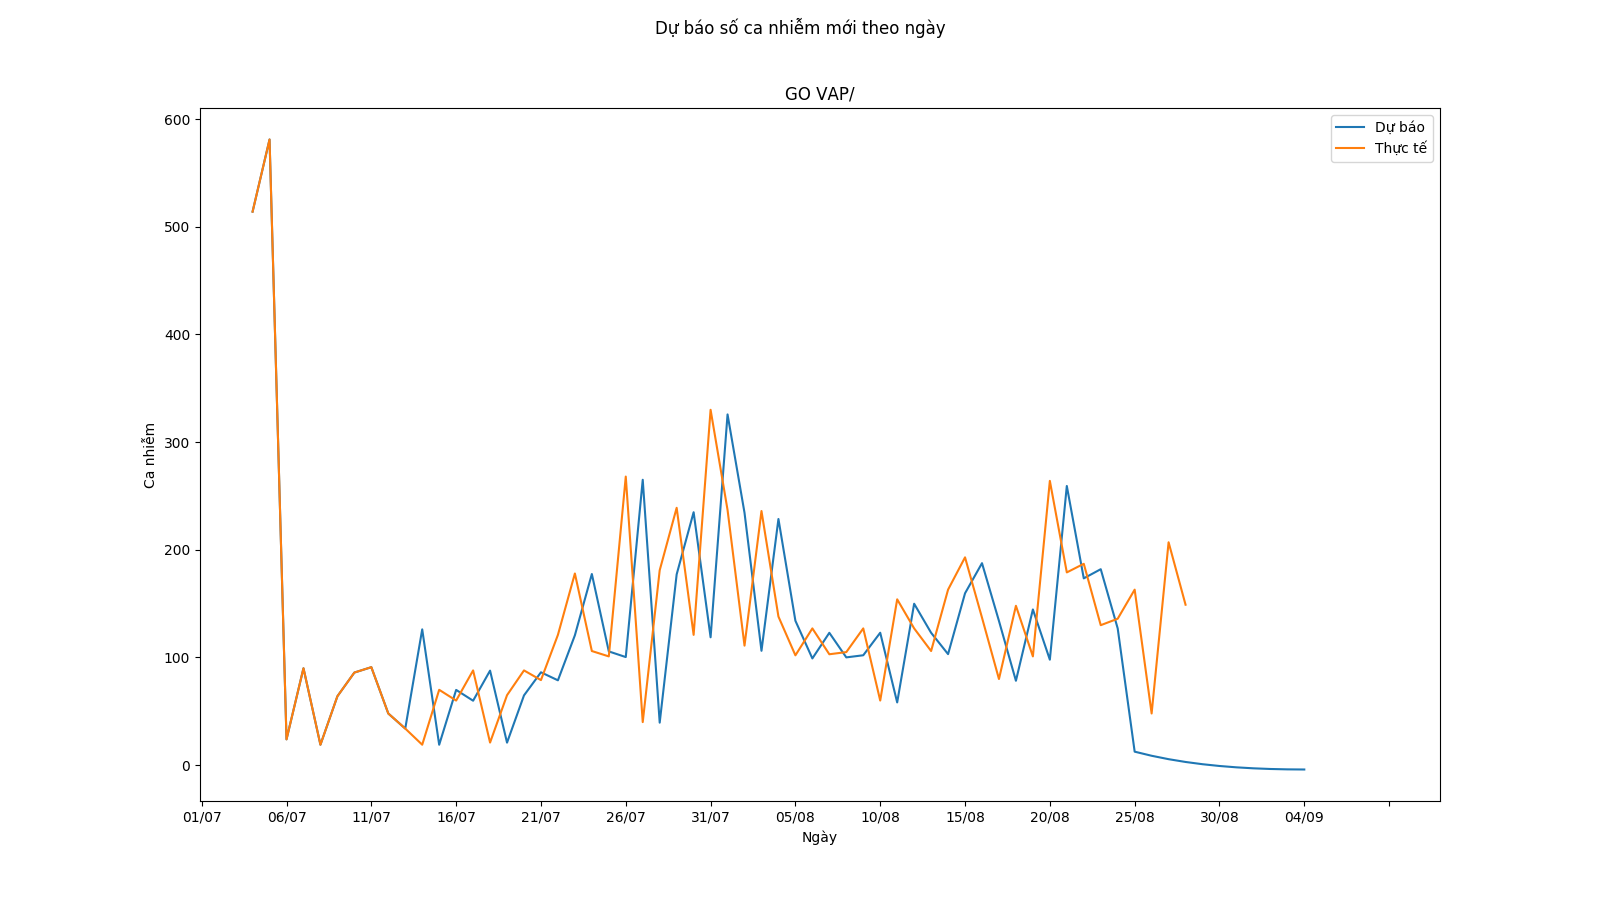 Dự báo số ca nhiễm mới theo ngày
GO VAP/
Dự báo
Thực tế
600
500
400
300
200
100
0
Ca nhiễm
01/07 06/07 11/07 16/07 21/07 26/07 31/07 05/08 10/08 15/08 20/08 25/08 30/08 04/09
Ngày